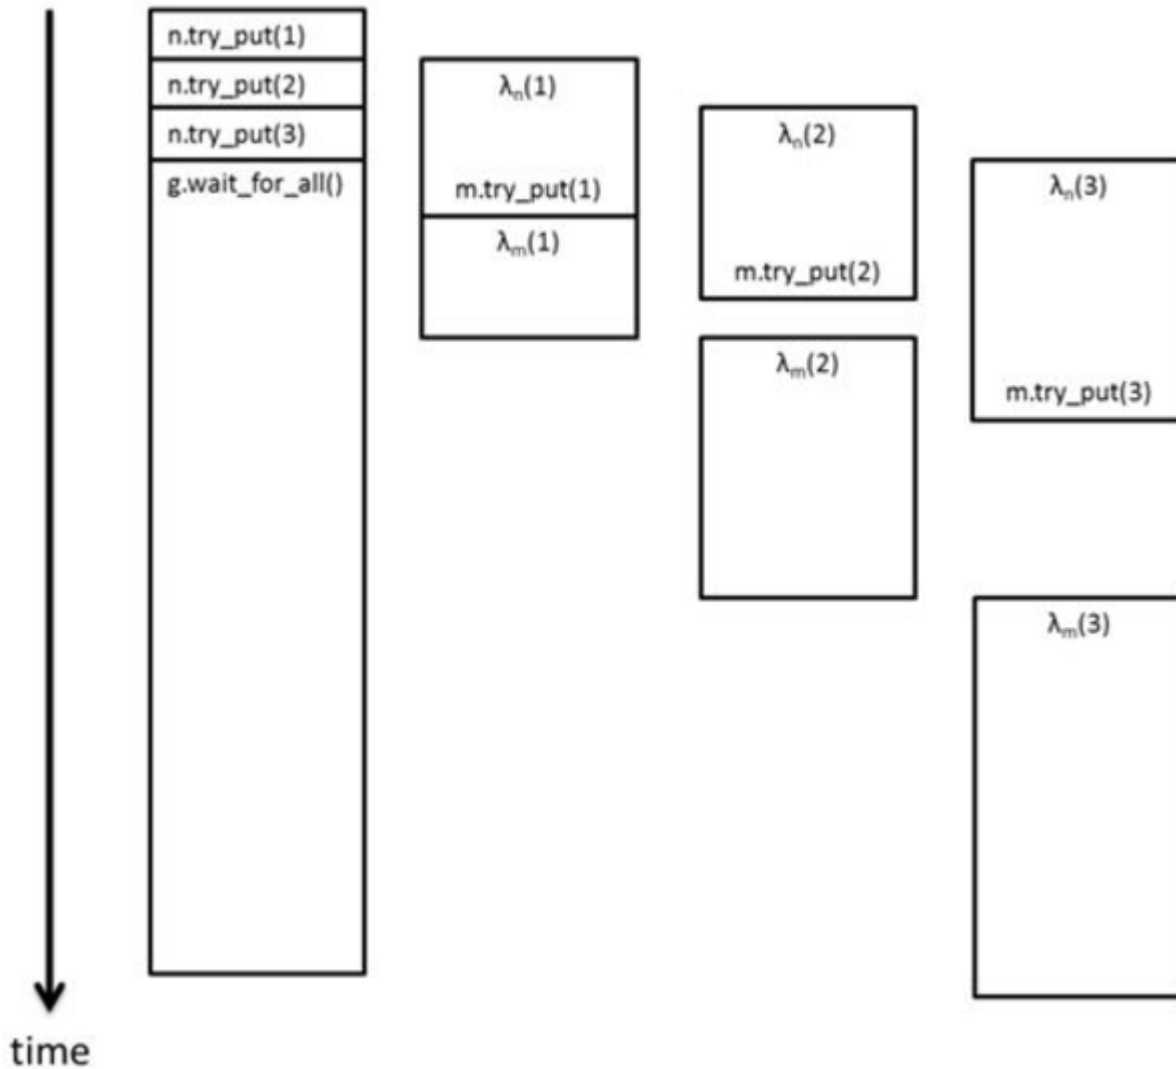 n.try_put(1)
n.try_put(2)
n.try_put(3)
g.wait_for_all()
λₙ(1)
m.try_put(1)
λₘ(1)
λₙ(2)
m.try_put(2)
λₘ(2)
λₙ(3)
m.try_put(3)
λₘ(3)
time